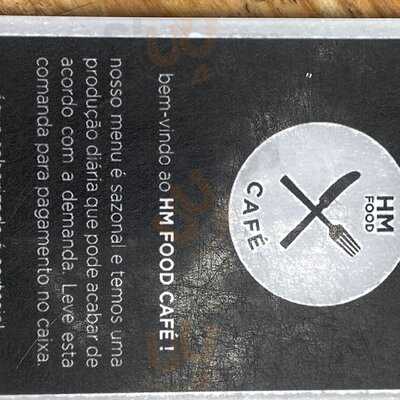 HM
FOOD
CAFÉ
bem-vindo ao HM FOOD CAFÉ !
nosso menu é sazonal e temos uma
produção diária que pode acabar de
acordo com a demanda. Leve esta
comanda para pagamento no caixa.